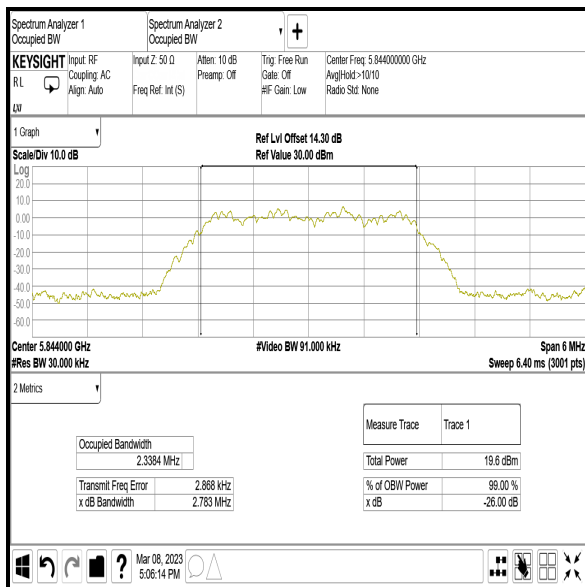 Spectrum Analyzer 1
Occupied BW
Spectrum Analyzer 2
Occupied BW
KEYSIGHT
RL
LXI
Input: RF
Coupling: AC
Align: Auto
Input Z: 50 Ω
Freq Ref: Int (S)
Atten: 10 dB
Preamp: Off
Trig: Free Run
Gate: Off
#IF Gain: Low
Center Freq: 5.844000000 GHz
Avg|Hold:>10/10
Radio Std: None
1 Graph
Scale/Div 10.0 dB
Ref Lvl Offset 14.30 dB
Ref Value 30.00 dBm
Log
20.0
10.0
0.00
-10.0
-20.0
-30.0
-40.0
-50.0
-60.0
Center 5.844000 GHz
#Res BW 30.000 kHz
#Video BW 91.000 kHz
Span 6 MHz
Sweep 6.40 ms (3001 pts)
2 Metrics
Occupied Bandwidth
2.3384 MHz
Transmit Freq Error 2.868 kHz
x dB Bandwidth 2.783 MHz
Measure Trace Trace 1
Total Power 19.6 dBm
% of OBW Power 99.00 %
x dB -26.00 dB
Mar 08, 2023
5:06:14 PM